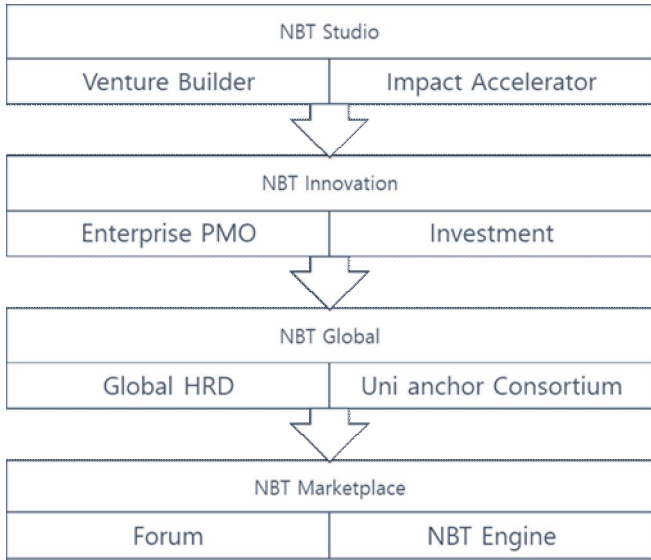 NBT Studio
Venture Builder Impact Accelerator
NBT Innovation
Enterprise PMO Investment
NBT Global
Global HRD Uni anchor Consortium
NBT Marketplace
Forum NBT Engine